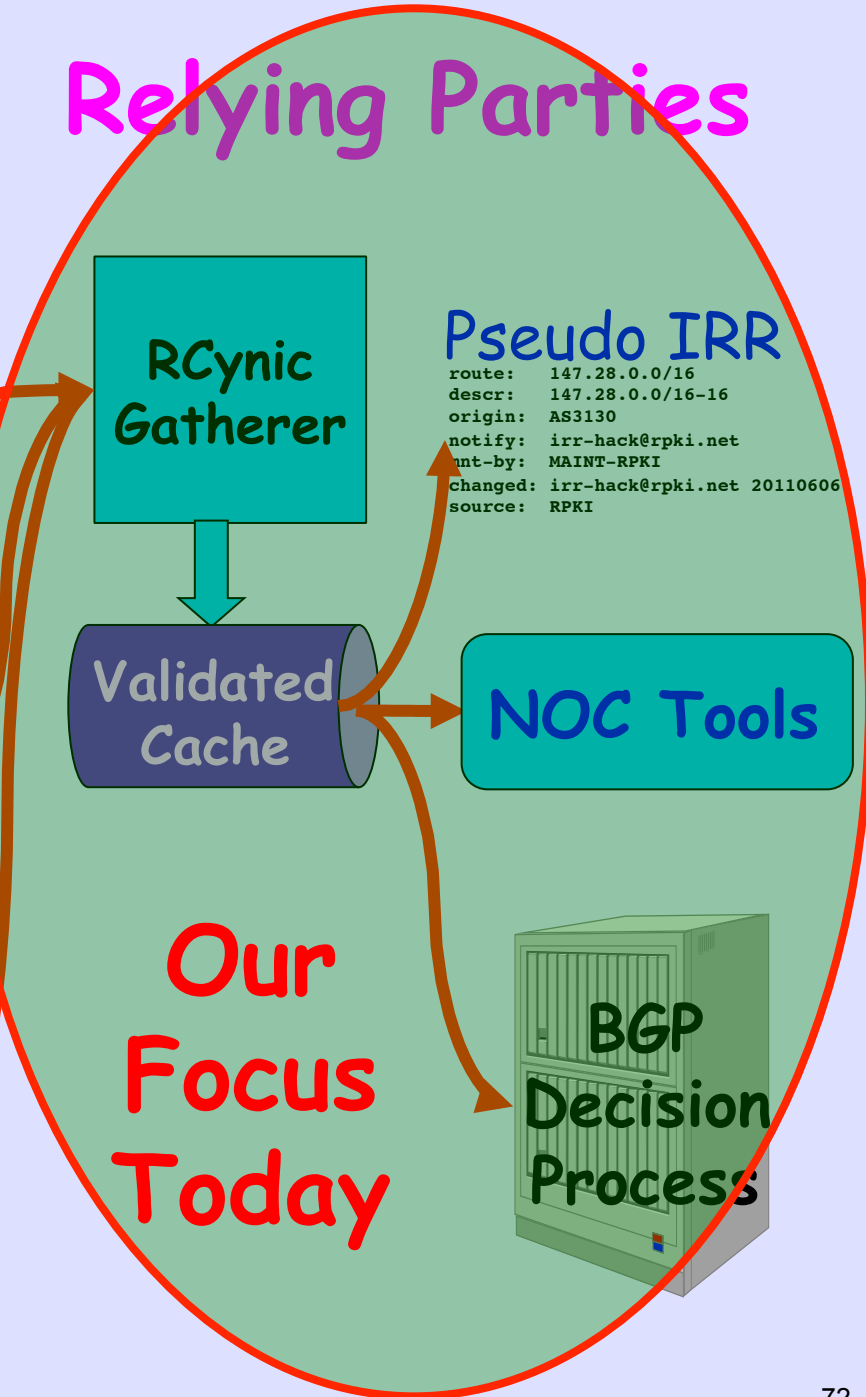 Relying Parties
RCynic
Gatherer
Pseudo IRR
route: 147.28.0.0/16
descr: 147.28.0.0/16-16
origin: AS3130
notify: irr-hack@rpki.net
mnt-by: MAINT-RPKI
changed: irr-hack@rpki.net 20110606
source: RPKI
Validated
Cache
NOC Tools
Our
Focus
Today
BGP
Decision
Process